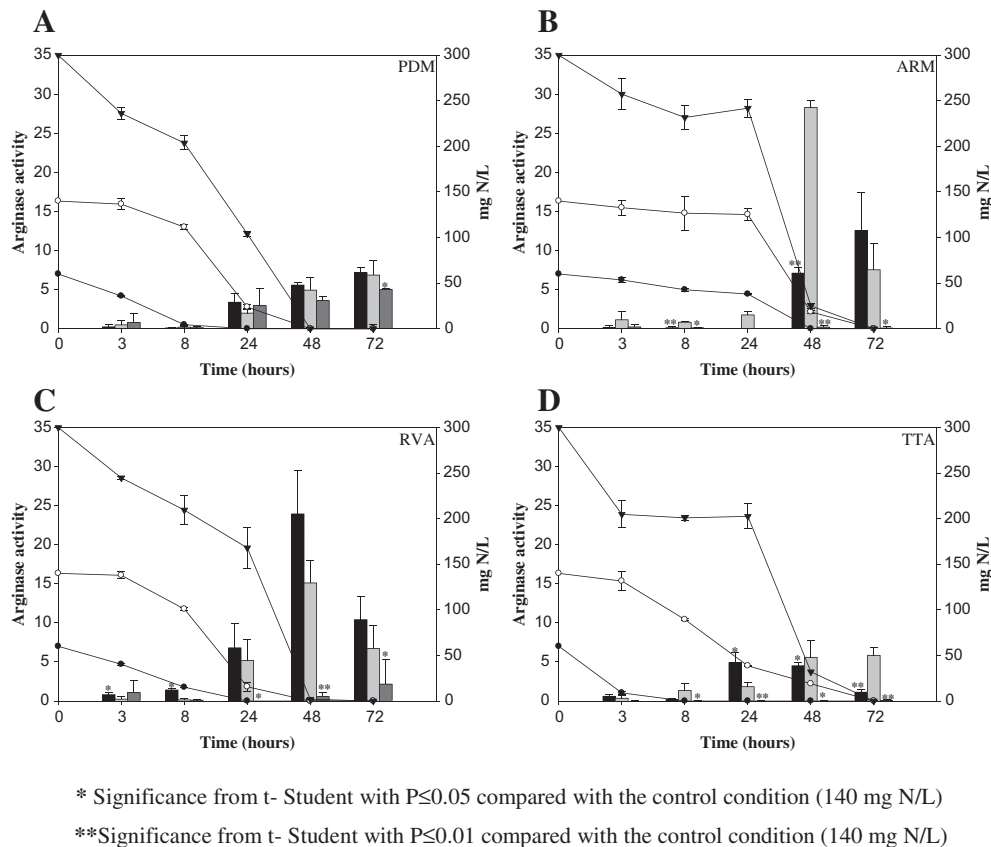 A B
PDM ARM
35 30 25 20 15 10 5 0
Arginase activity
300 250 200 150 100 50 0
mg N/L
35 30 25 20 15 10 5 0
Arginase activity
300 250 200 150 100 50 0
mg N/L
*
** * ** ** *
0 3 8 24 48 72
Time (hours)
0 3 8 24 48 72
Time (hours)
C D
RVA TTA
35 30 25 20 15 10 5 0
Arginase activity
300 250 200 150 100 50 0
mg N/L
35 30 25 20 15 10 5 0
Arginase activity
300 250 200 150 100 50 0
mg N/L
* * * ** *
* * ** * * ** **
0 3 8 24 48 72
Time (hours)
0 3 8 24 48 72
Time (hours)
* Significance from t- Student with P≤0.05 compared with the control condition (140 mg N/L)
**Significance from t- Student with P≤0.01 compared with the control condition (140 mg N/L)